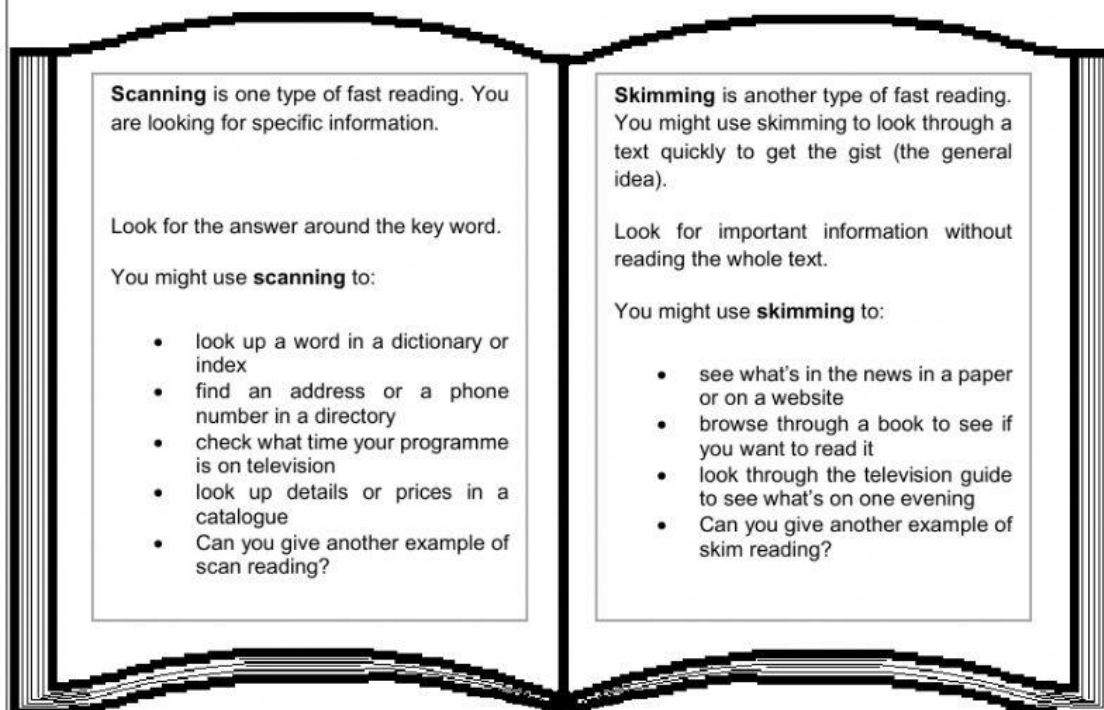 Scanning is one type of fast reading. You
are looking for specific information.
Look for the answer around the key word.
You might use scanning to:
• look up a word in a dictionary or
index
• find an address or a phone
number in a directory
• check what time your programme
is on television
• look up details or prices in a
catalogue
• Can you give another example of
scan reading?
Skimming is another type of fast reading.
You might use skimming to look through a
text quickly to get the gist (the general
idea).
Look for important information without
reading the whole text.
You might use skimming to:
• see what's in the news in a paper
or on a website
• browse through a book to see if
you want to read it
• look through the television guide
to see what's on one evening
• Can you give another example of
skim reading?